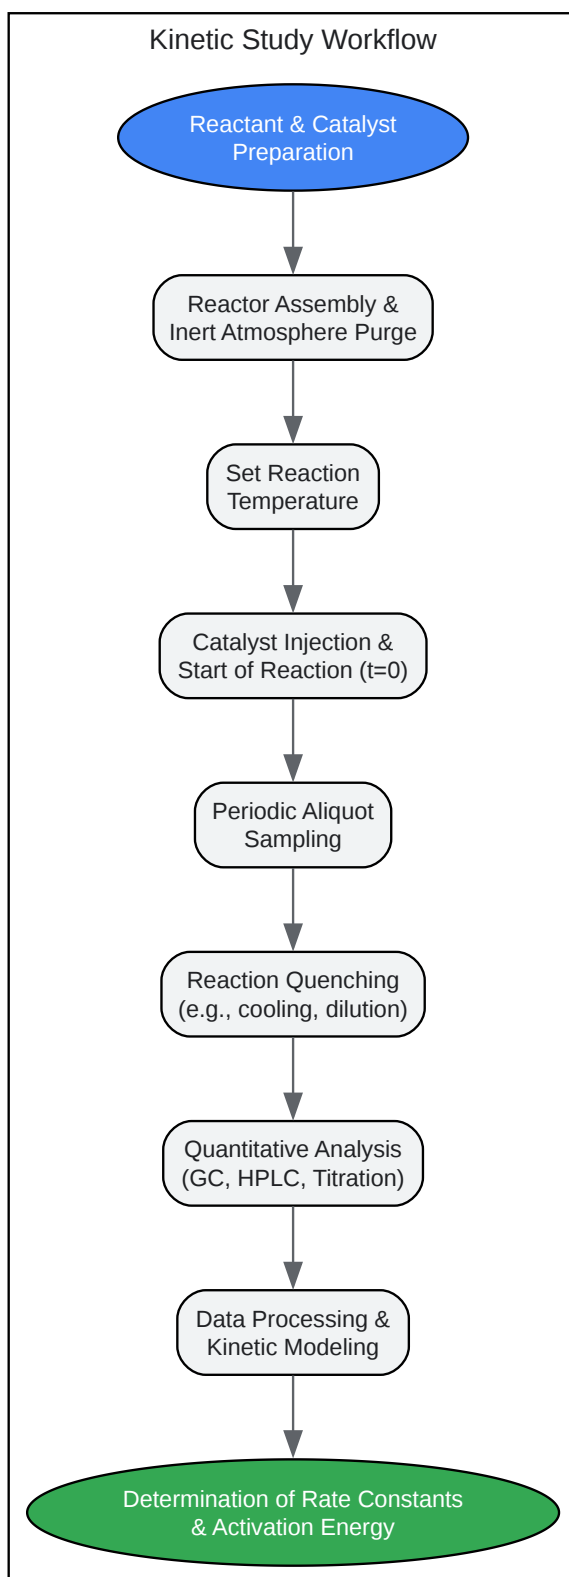 Kinetic Study Workflow
Reactant & Catalyst
Preparation
Reactor Assembly &
Inert Atmosphere Purge
Set Reaction
Temperature
Catalyst Injection &
Start of Reaction (t=0)
Periodic Aliquot
Sampling
Reaction Quenching
(e.g., cooling, dilution)
Quantitative Analysis
(GC, HPLC, Titration)
Data Processing &
Kinetic Modeling
Determination of Rate Constants
& Activation Energy